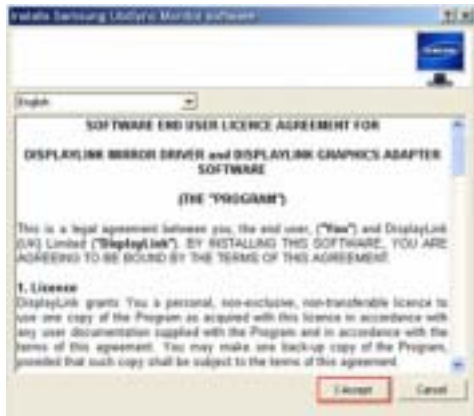 Installs Samsung UbiSync Monitor software
English
SOFTWARE END USER LICENCE AGREEMENT FOR
DISPLAYLINK MIRROR DRIVER and DISPLAYLINK GRAPHICS ADAPTER
SOFTWARE
(THE "PROGRAM")
This is a legal agreement between you, the end user, ("You") and DisplayLink
(UK) Limited ("DisplayLink"). BY INSTALLING THIS SOFTWARE, YOU ARE
AGREEING TO BE BOUND BY THE TERMS OF THIS AGREEMENT.
1. License
DisplayLink grants You a personal, non-exclusive, non-transferable licence to
use one copy of the Program as acquired with this licence in accordance with
any user documentation supplied with the Program and in accordance with the
terms of this agreement. You may make one back-up copy of the Program,
provided that such copy shall be subject to the terms of this agreement.
I Accept
Cancel